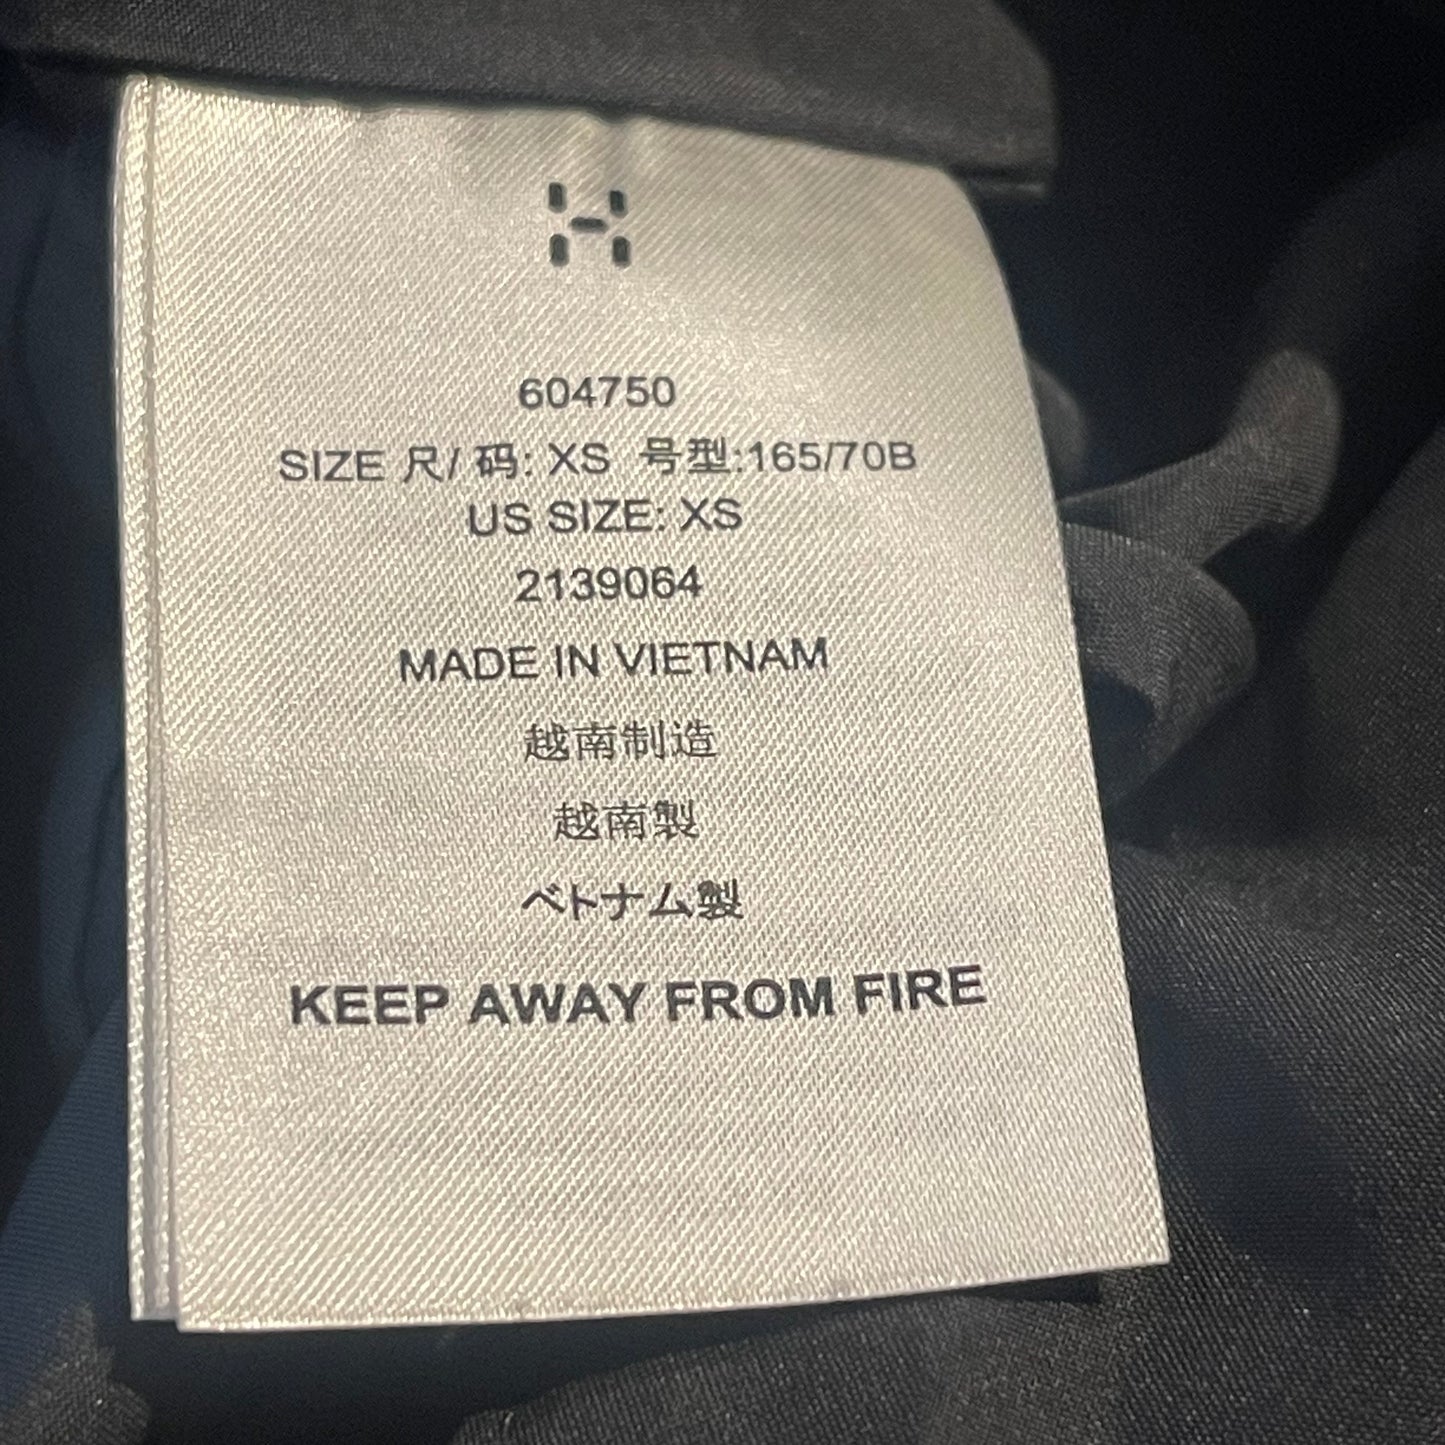 604750
SIZE 尺/ 码: XS 号型:165/70B
US SIZE: XS
2139064
MADE IN VIETNAM
越南制造
越南製
ベトナム製
KEEP AWAY FROM FIRE